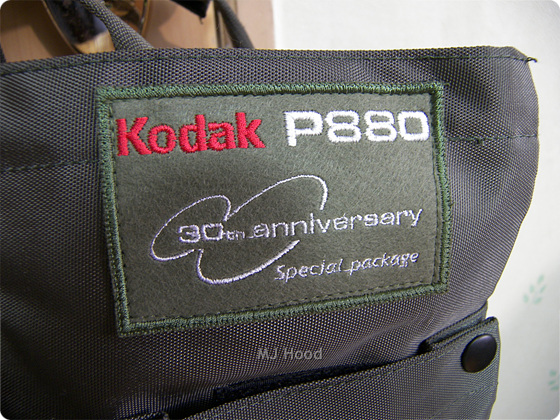 Kodak P880
30th anniversary
Special package
MJ Hood